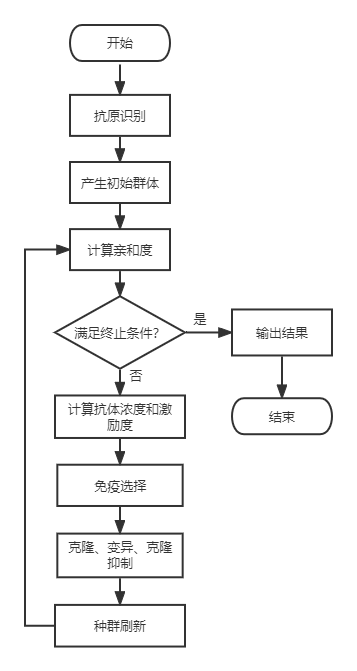 开始
抗原识别
产生初始群体
计算亲和度
满足终止条件?
是
输出结果
结束
否
计算抗体浓度和激
励度
免疫选择
克隆、变异、克隆
抑制
种群刷新